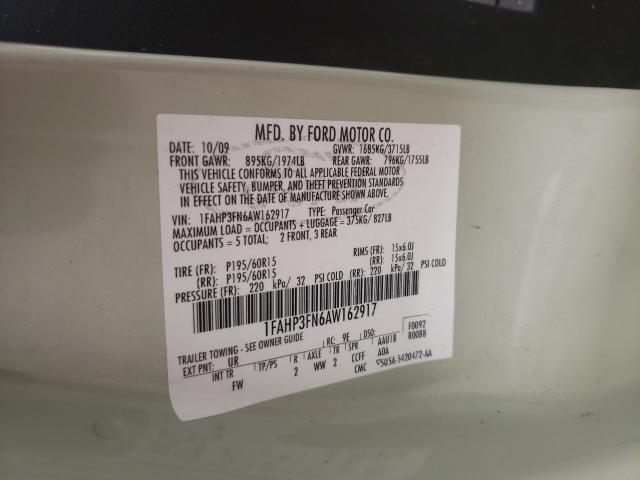 MFD. BY FORD MOTOR CO.
DATE: 10/09 GVWR: 1685KG/3715LB
FRONT GAWR: 895KG/1974LB REAR GAWR: 796KG/1755LB
THIS VEHICLE CONFORMS TO ALL APPLICABLE FEDERAL MOTOR
VEHICLE SAFETY, BUMPER, AND THEFT PREVENTION STANDARDS
IN EFFECT ON THE DATE OF MANUFACTURE SHOWN ABOVE.
VIN: 1FAHP3FN6AW162917 TYPE: Passenger Car
MAXIMUM LOAD = OCCUPANTS + LUGGAGE = 375KG/ 827LB
OCCUPANTS = 5 TOTAL; 2 FRONT, 3 REAR
TIRE (FR): P195/60R15 RIMS (FR): 15x6.0J
(RR): P195/60R15 (RR): 15x6.0J
PRESSURE (FR): 220 kPa/ 32 PSI COLD (RR): 220 kPa/ 32 PSI COLD
1FAHP3FN6AW162917
TRAILER TOWING - SEE OWNER GUIDE
F0092
R0088
EXT PNT: UR RC: 9E DSO:
INT TR TP/PS R AXLE TR SPR AAU18
FW 2 WW 2 CCFF AOA
CMC 5U5A-5420472-AA